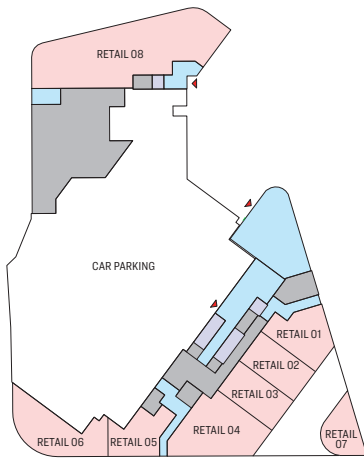 RETAIL 08
CAR PARKING
RETAIL 01
RETAIL 02
RETAIL 03
RETAIL 04
RETAIL 05
RETAIL 06
RETAIL
07